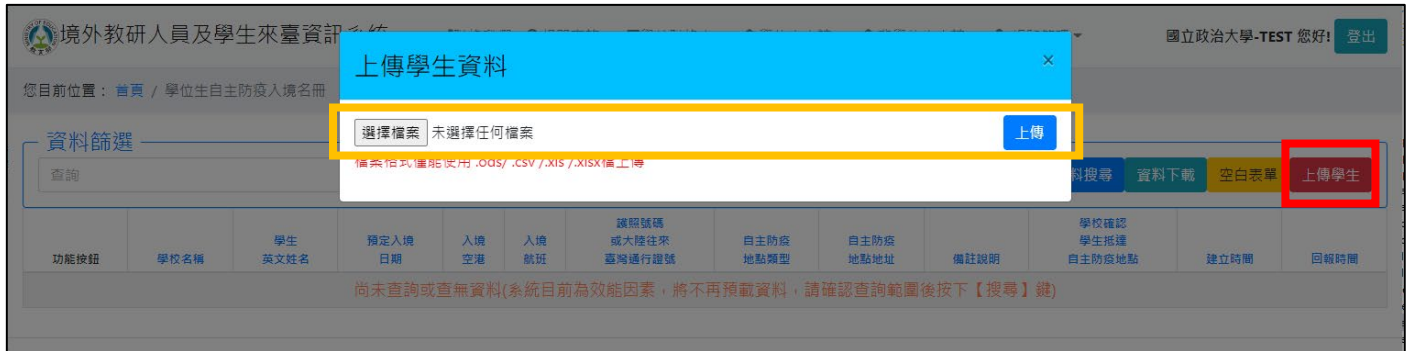 境外教研人員及學生來臺資訊系統
國立政治大學-TEST 您好! 登出
上傳學生資料 ×
您目前位置： 首頁 / 學位生自主防疫入境名冊
選擇檔案 未選擇任何檔案 上傳
資料篩選
檔案格式僅能使用 .ods/ .csv /.xls /.xlsx檔上傳
查詢 料搜尋 資料下載 空白表單 上傳學生
功能按鈕 學校名稱 學生英文姓名 預定入境日期 入境空港 入境航班 護照號碼或大陸往來臺灣通行證號 自主防疫地點類型 自主防疫地點地址 備註說明 學校確認學生抵達自主防疫地點 建立時間 回報時間
尚未查詢或查無資料(系統目前為效能因素，將不再預載資料，請確認查詢範圍後按下【搜尋】鍵)